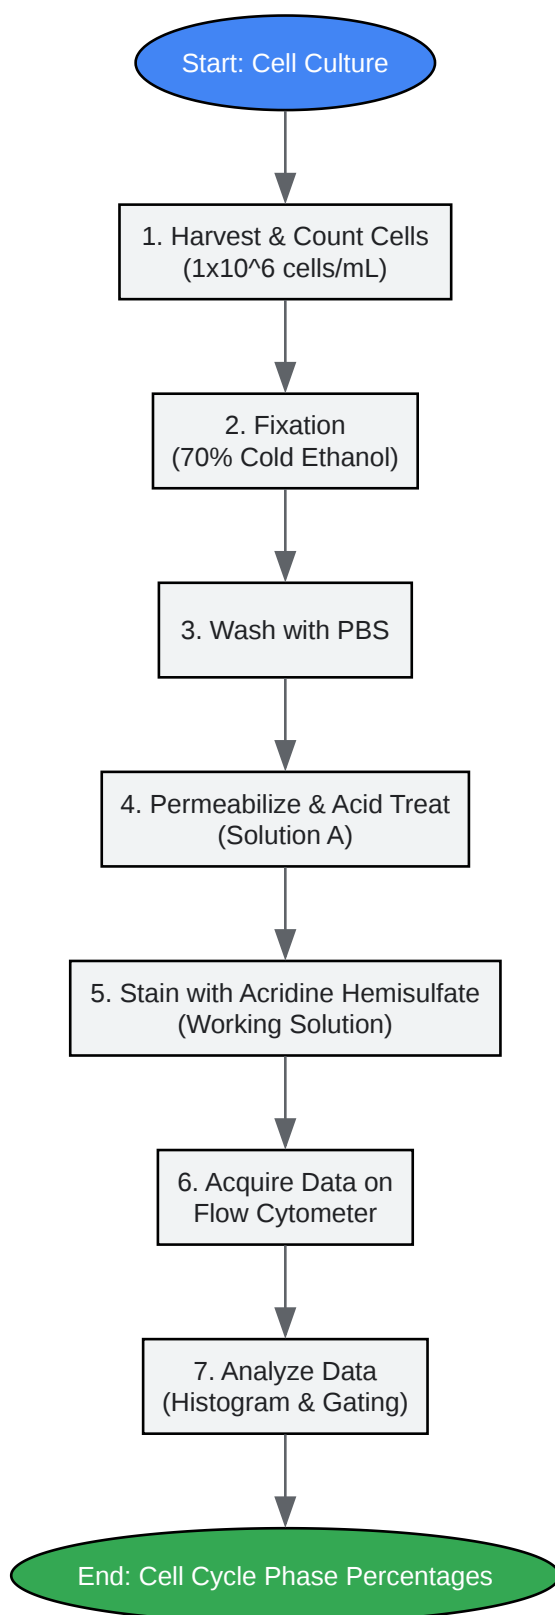 Start: Cell Culture
1. Harvest & Count Cells
(1x10^6 cells/mL)
2. Fixation
(70% Cold Ethanol)
3. Wash with PBS
4. Permeabilize & Acid Treat
(Solution A)
5. Stain with Acridine Hemisulfate
(Working Solution)
6. Acquire Data on
Flow Cytometer
7. Analyze Data
(Histogram & Gating)
End: Cell Cycle Phase Percentages